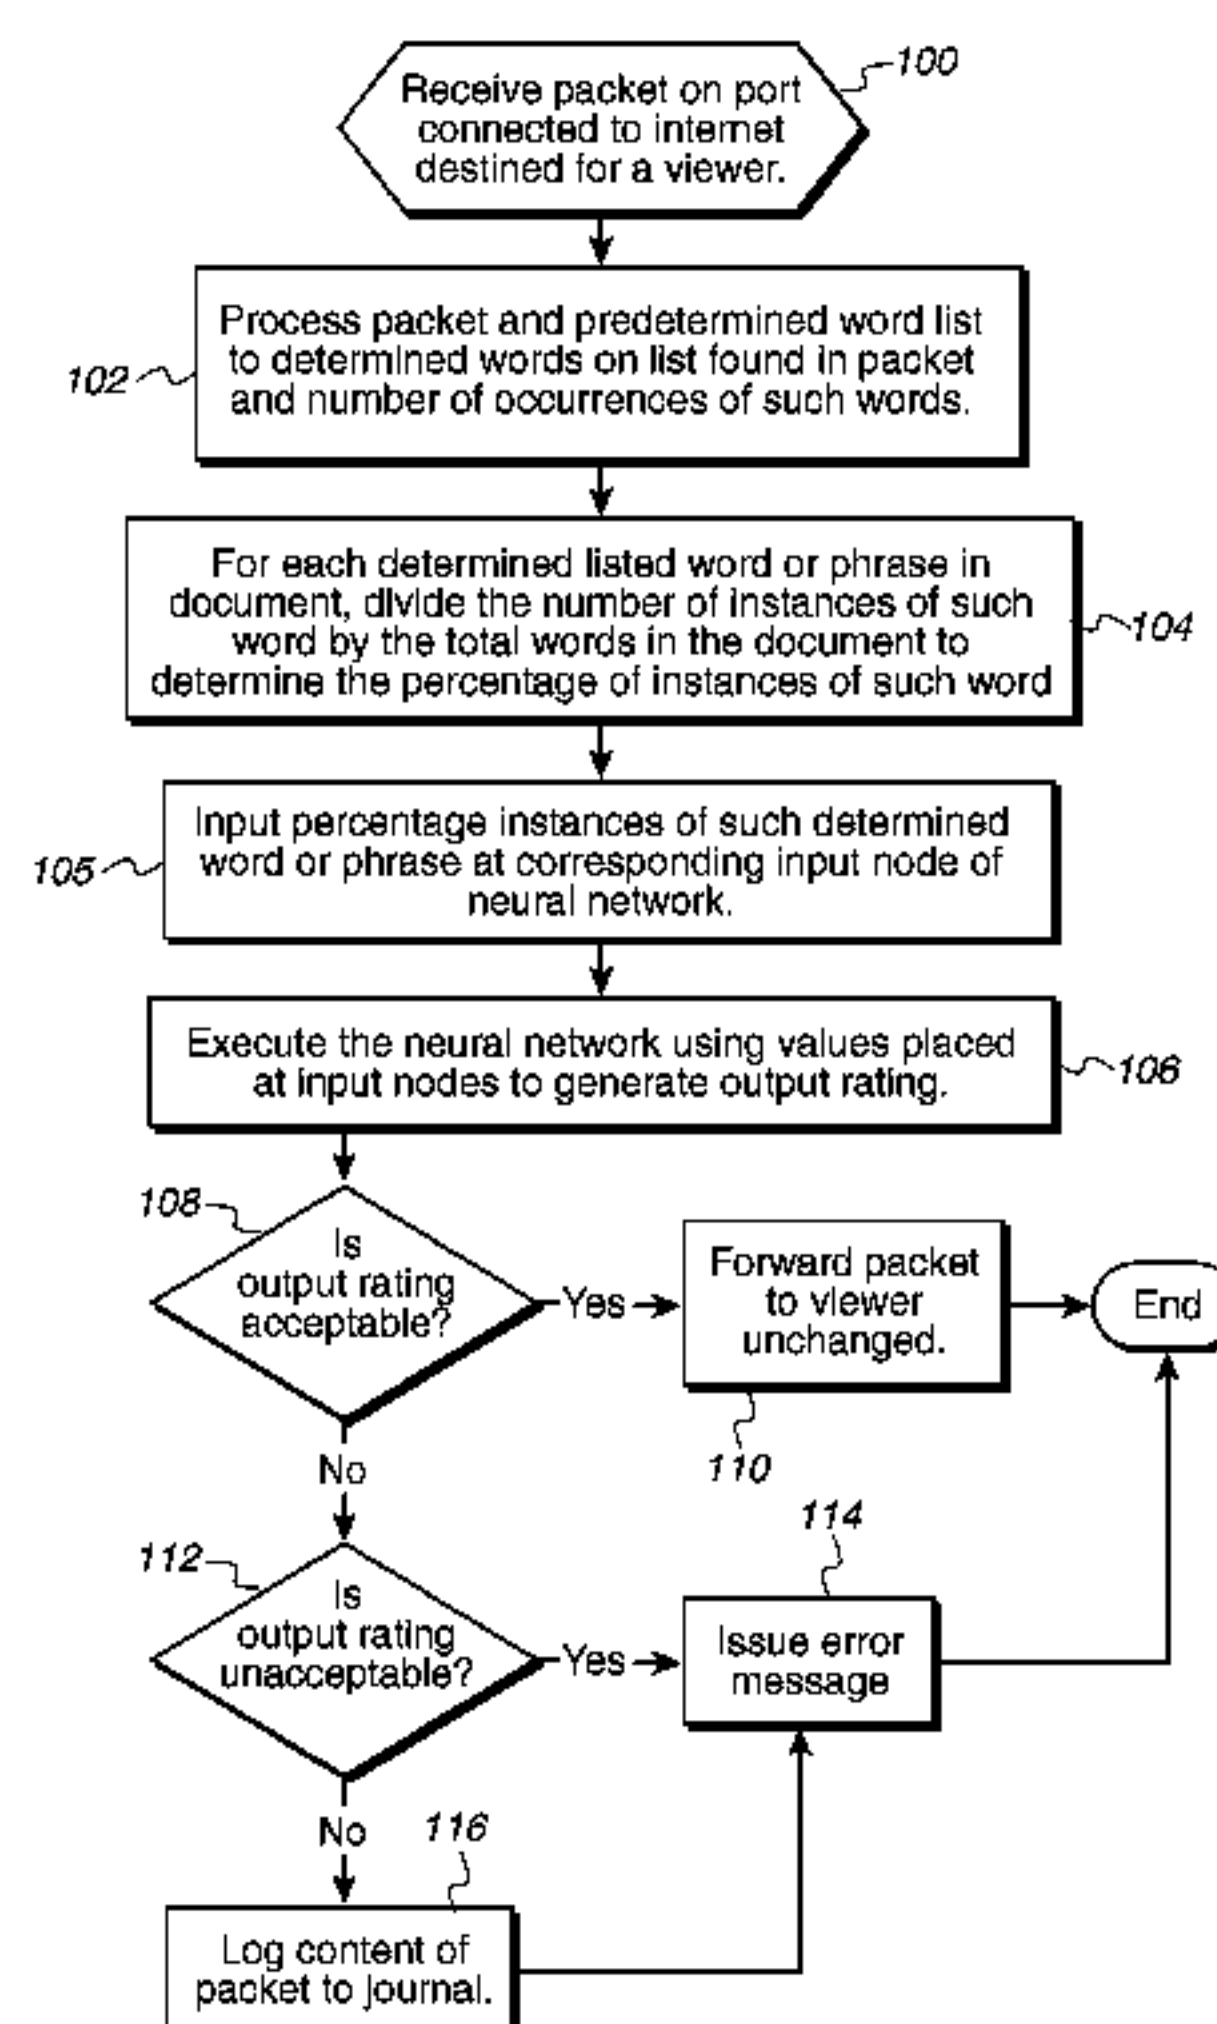 100
Receive packet on port
connected to internet
destined for a viewer.
Process packet and predetermined word list
to determined words on list found in packet
and number of occurrences of such words.
102
For each determined listed word or phrase in
document, divide the number of instances of such
word by the total words in the document to
determine the percentage of instances of such word
104
Input percentage instances of such determined
word or phrase at corresponding input node of
neural network.
105
Execute the neural network using values placed
at input nodes to generate output rating.
106
108
Is
output rating
acceptable?
Yes
Forward packet
to viewer
unchanged.
End
110
No
114
112
Is
output rating
unacceptable?
Yes
Issue error
message
No
116
Log content of
packet to journal.